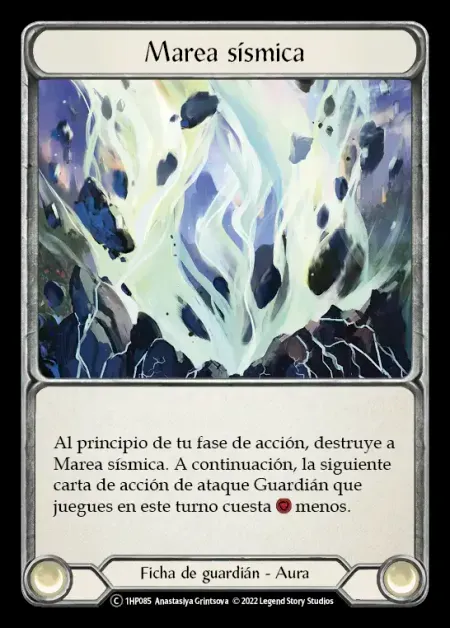 Marea sísmica
Al principio de tu fase de acción, destruye a
Marea sísmica. A continuación, la siguiente
carta de acción de ataque Guardián que
juegues en este turno cuesta menos.
Ficha de guardián - Aura
C 1HP085 Anastasiya Grintsova © 2022 Legend Story Studios